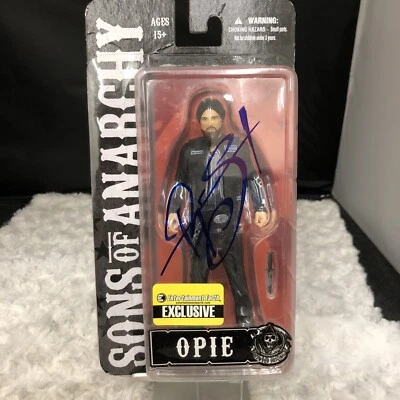 AGES
15+
WARNING:
CHOKING HAZARD - Small parts.
Not for children under 3 years.
SONS OF ANARCHY
Entertainment Earth
EXCLUSIVE
OPIE